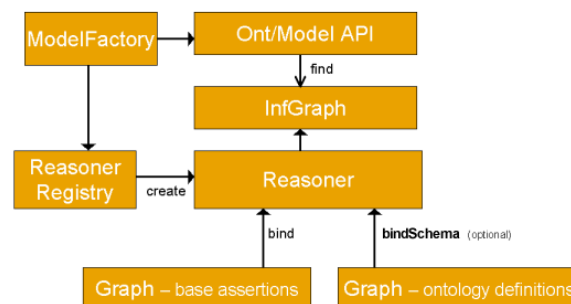 ModelFactory
Ont/Model API
find
InfGraph
Reasoner
Registry
create
Reasoner
bind
bindSchema (optional)
Graph – base assertions
Graph – ontology definitions